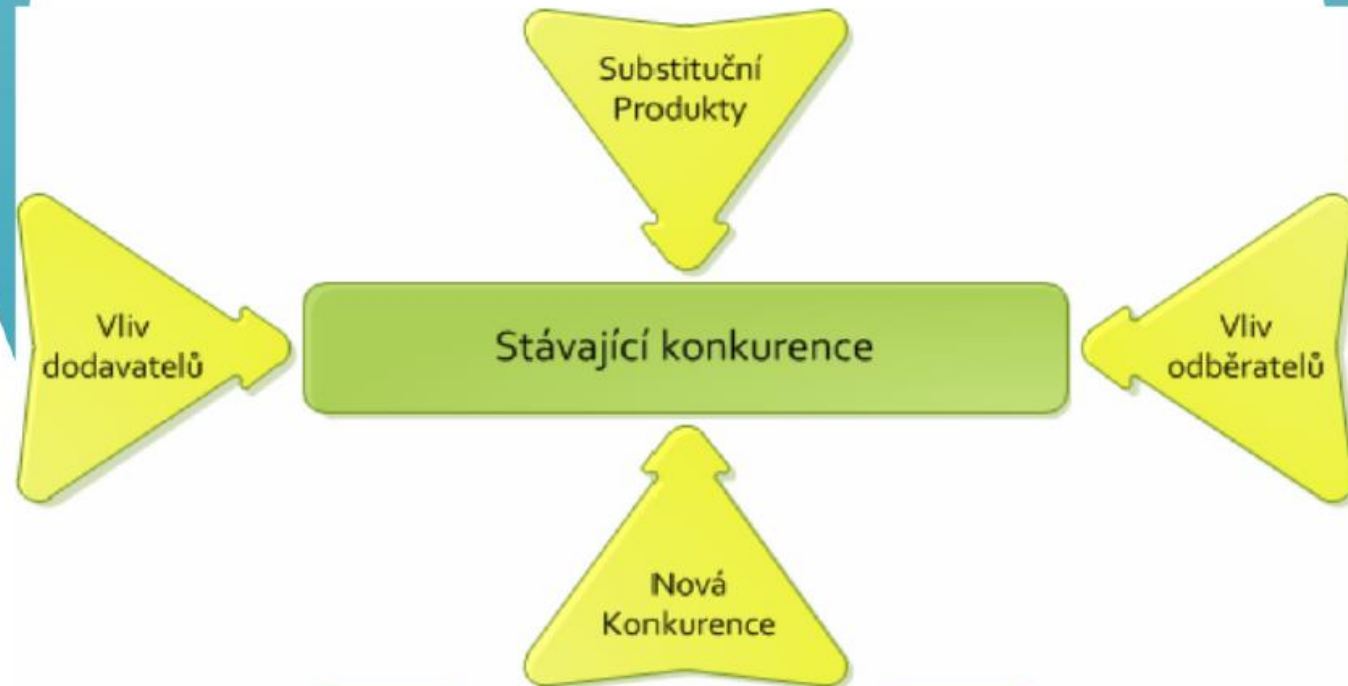 Substituční
Produkty
Vliv
dodavatelů
Stávající konkurence
Vliv
odběratelů
Nová
Konkurence